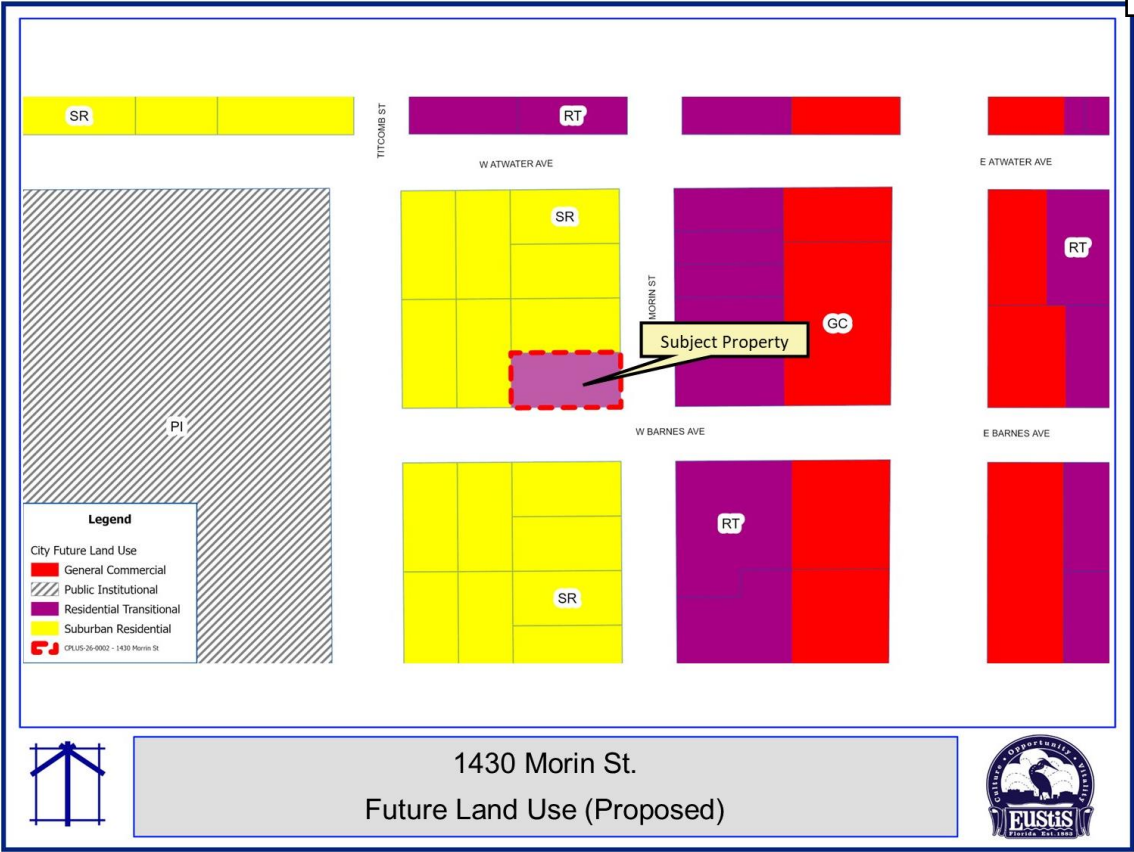 SR
RT
TITCOMB ST
W ATWATER AVE
E ATWATER AVE
SR
RT
MORIN ST
GC
Subject Property
PI
W BARNES AVE
E BARNES AVE
Legend
City Future Land Use
General Commercial
Public Institutional
Residential Transitional
Suburban Residential
CPLUS-26-0002 - 1430 Morrin St
RT
SR
1430 Morin St.
Future Land Use (Proposed)
Culture • Opportunity • Vitality
EUSTIS
Florida Est.1883